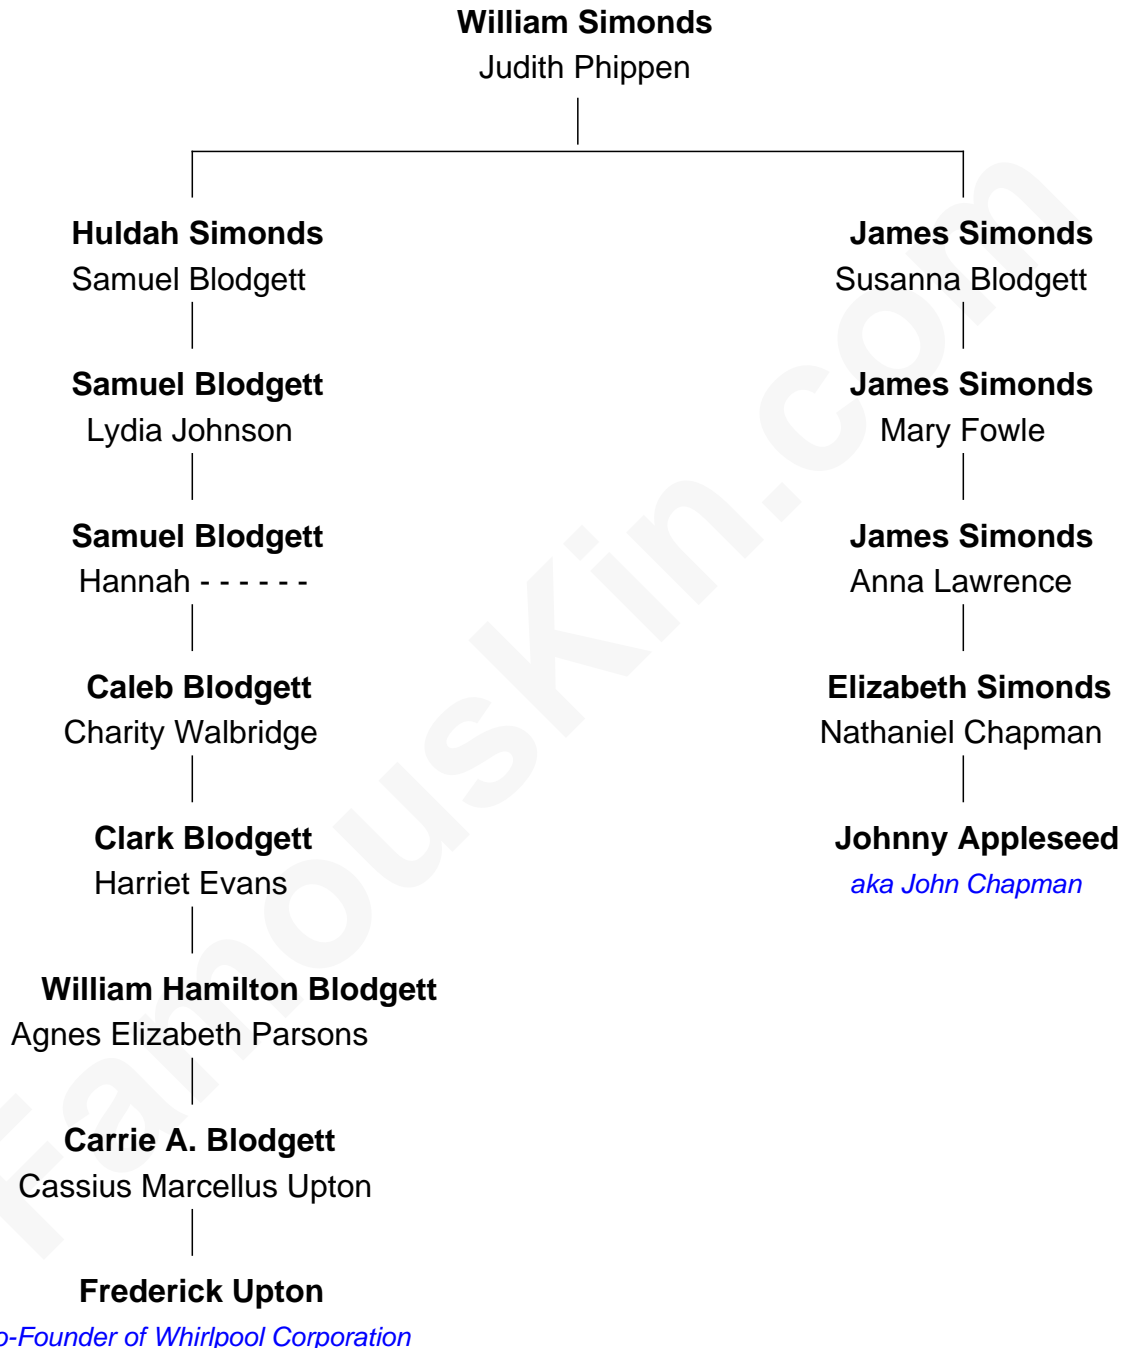 William Simonds
Judith Phippen
Huldah Simonds
Samuel Blodgett
James Simonds
Susanna Blodgett
Samuel Blodgett
Lydia Johnson
James Simonds
Mary Fowle
Samuel Blodgett
Hannah - - - - - -
James Simonds
Anna Lawrence
Caleb Blodgett
Charity Walbridge
Elizabeth Simonds
Nathaniel Chapman
Clark Blodgett
Harriet Evans
Johnny Appleseed
aka John Chapman
William Hamilton Blodgett
Agnes Elizabeth Parsons
Carrie A. Blodgett
Cassius Marcellus Upton
Frederick Upton
o-Founder of Whirlpool Corporation
FamousKin.com